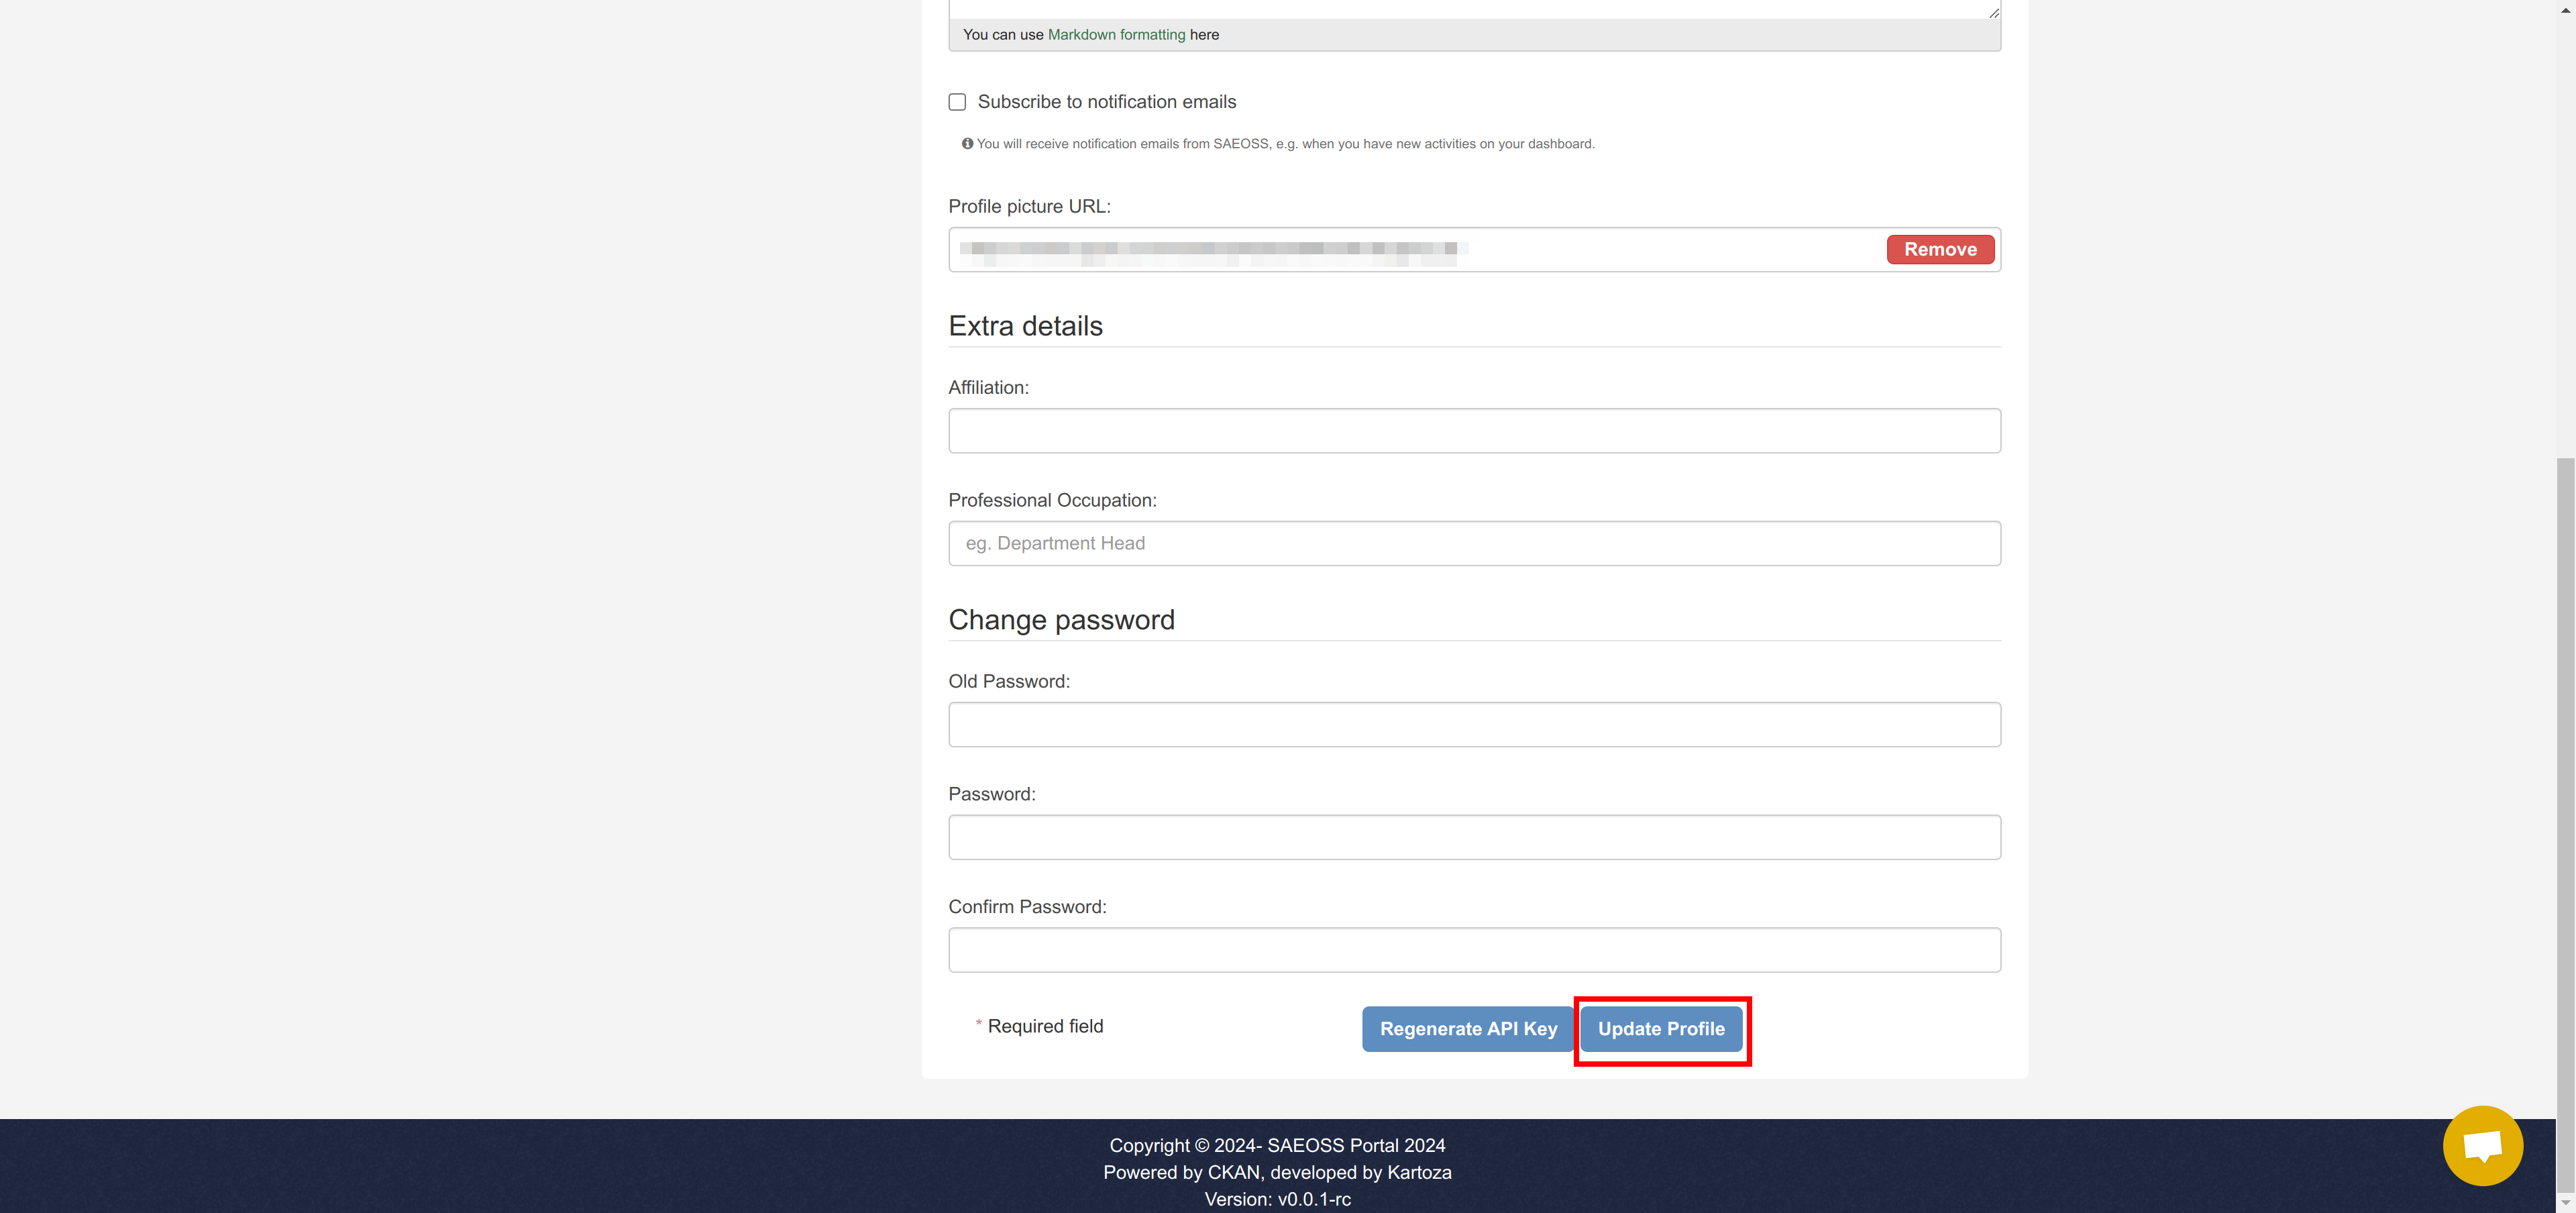 You can use Markdown formatting here
Subscribe to notification emails
You will receive notification emails from SAEOSS, e.g. when you have new activities on your dashboard.
Profile picture URL:
Remove
Extra details
Affiliation:
Professional Occupation:
eg. Department Head
Change password
Old Password:
Password:
Confirm Password:
* Required field
Regenerate API Key
Update Profile
Copyright © 2024- SAEOSS Portal 2024
Powered by CKAN, developed by Kartoza
Version: v0.0.1-rc